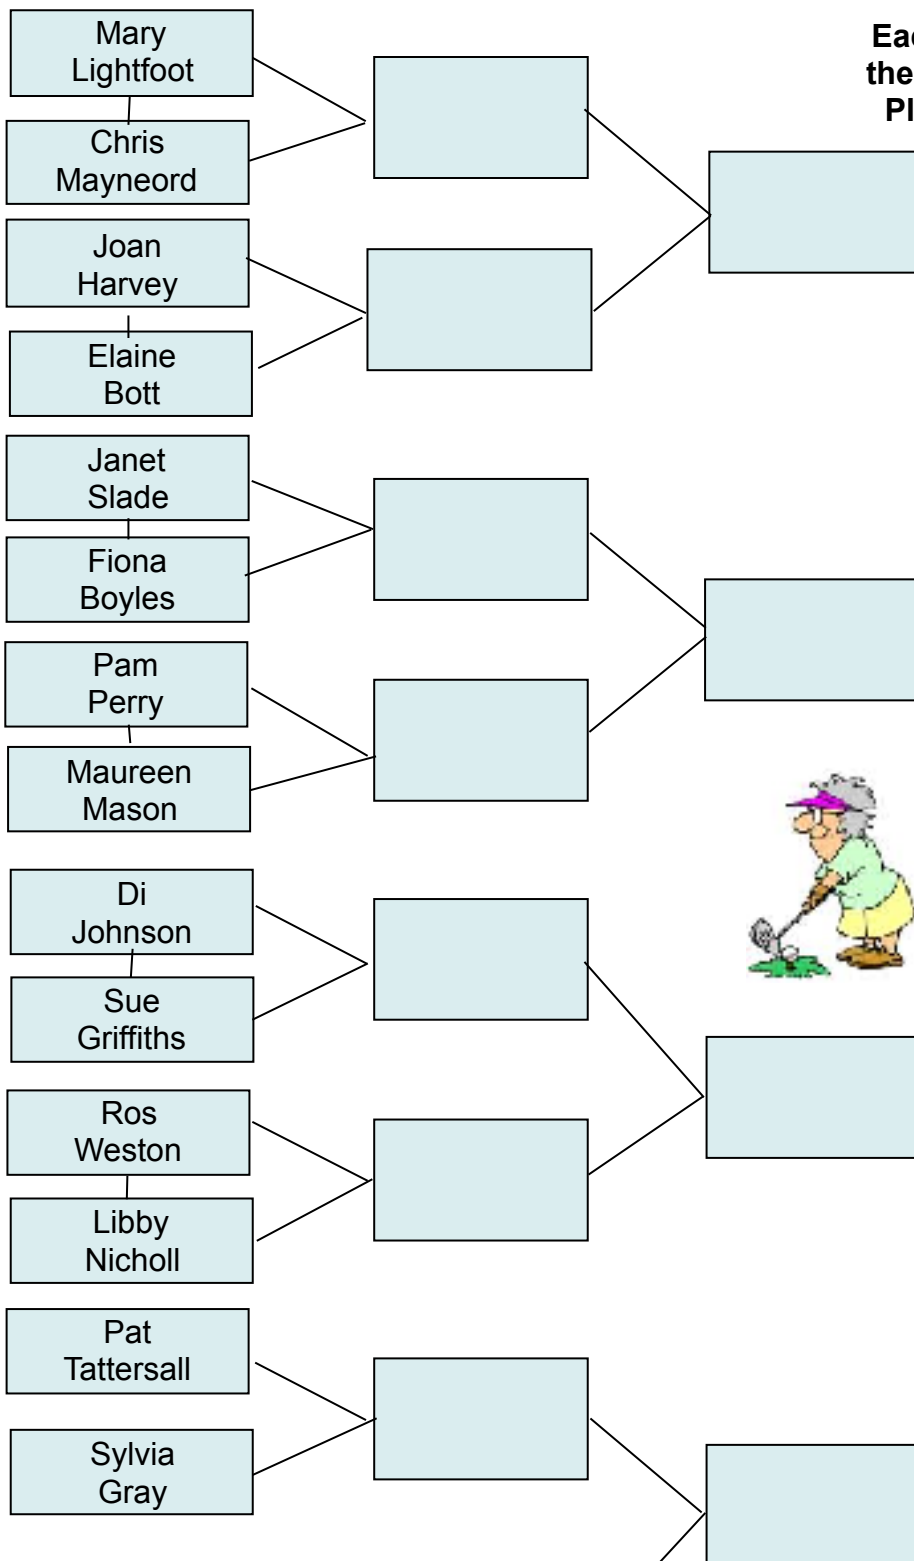 Mary
Lightfoot
Chris
Mayneord
Joan
Harvey
Elaine
Bott
Janet
Slade
Fiona
Boyles
Pam
Perry
Maureen
Mason
Di
Johnson
Sue
Griffiths
Ros
Weston
Libby
Nicholl
Pat
Tattersall
Sylvia
Gray
the